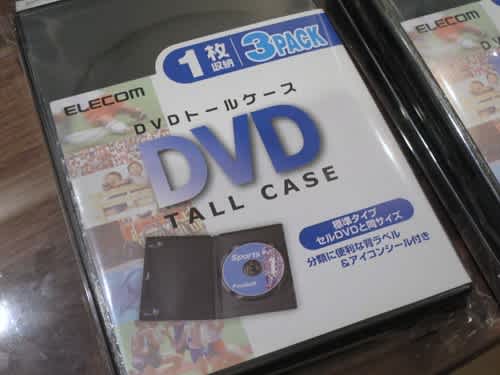 1枚収納 3PACK
ELECOM
DVDトールケース
DVD
TALL CASE
標準タイプ
セルDVDと同サイズ
分類に便利な背ラベル
&アイコンシール付き
Sports
Football
ELECOM